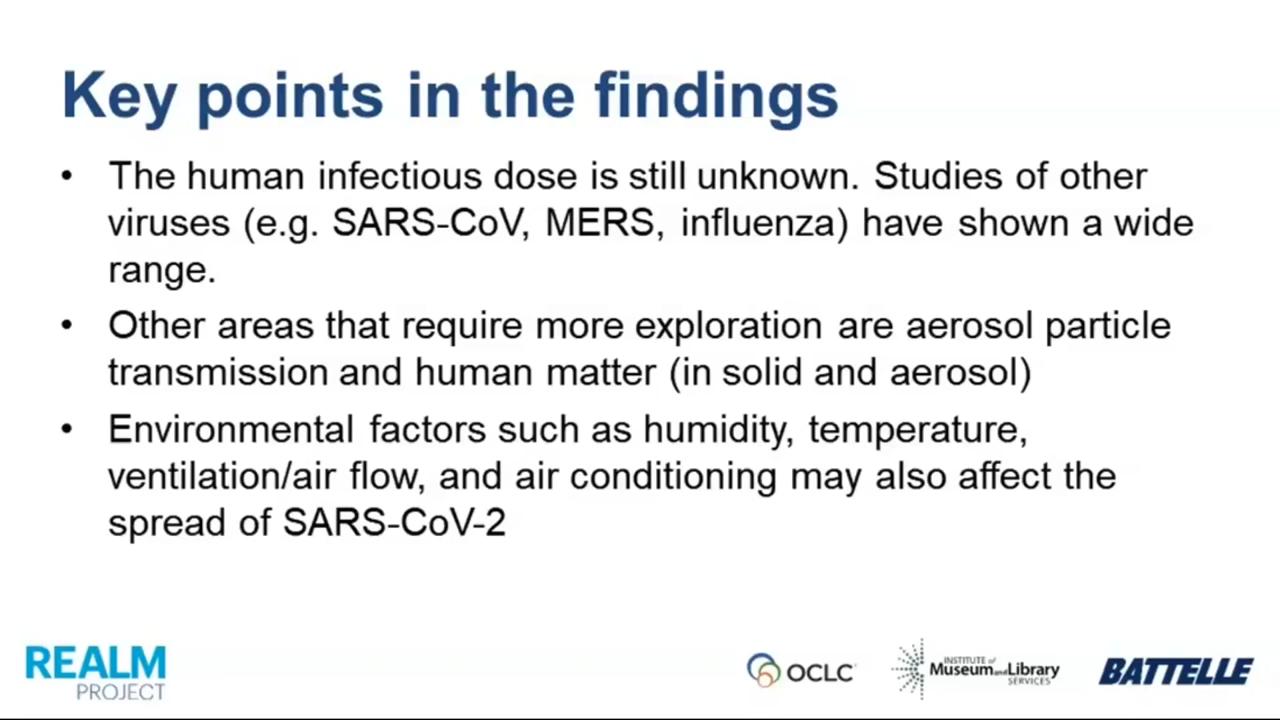 Key points in the findings
• The human infectious dose is still unknown. Studies of other
viruses (e.g. SARS-CoV, MERS, influenza) have shown a wide
range.
• Other areas that require more exploration are aerosol particle
transmission and human matter (in solid and aerosol)
• Environmental factors such as humidity, temperature,
ventilation/air flow, and air conditioning may also affect the
spread of SARS-CoV-2
REALM
PROJECT
OCLC
INSTITUTE of
Museum and Library
SERVICES
BATTELLE